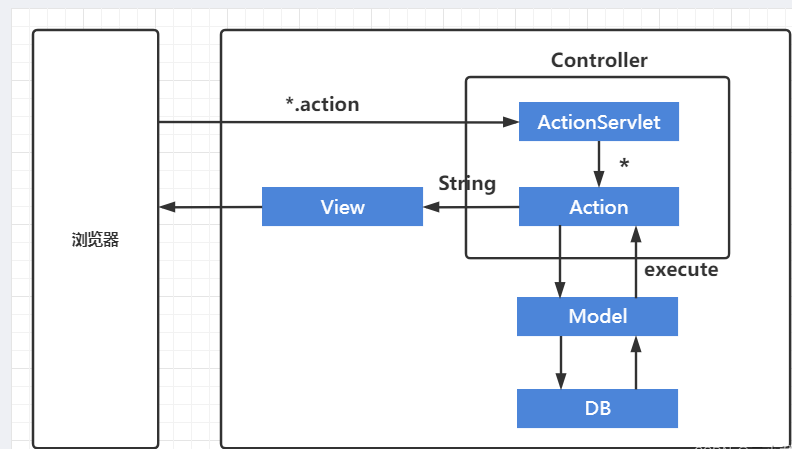 Controller
*.action
ActionServlet
*
String
View
Action
浏览器
execute
Model
DB